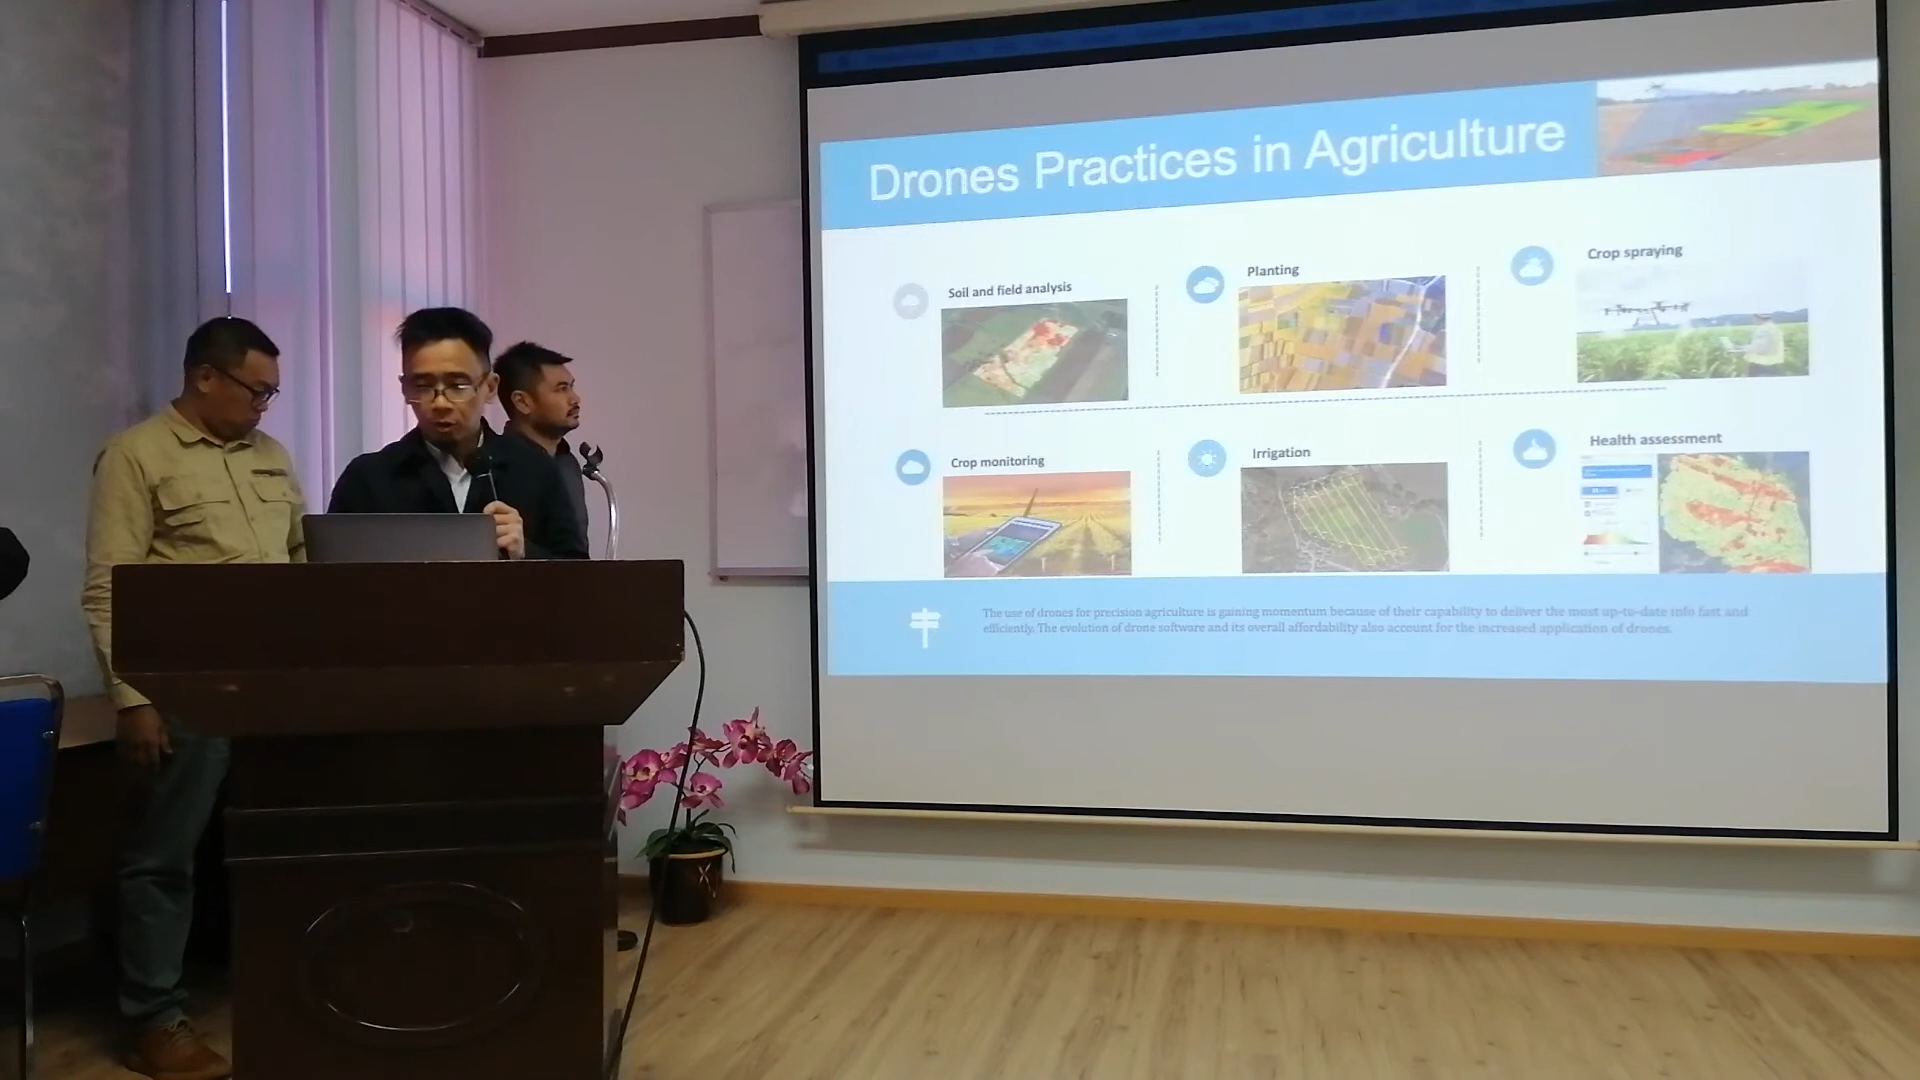 Drones Practices in Agriculture
Soil and field analysis
Planting
Crop spraying
Crop monitoring
Irrigation
Health assessment
The use of drones for precision agriculture is gaining momentum because of their capability to deliver the most up-to-date info fast and
efficiently. The evolution of drone software and its overall affordability also account for the increased application of drones.